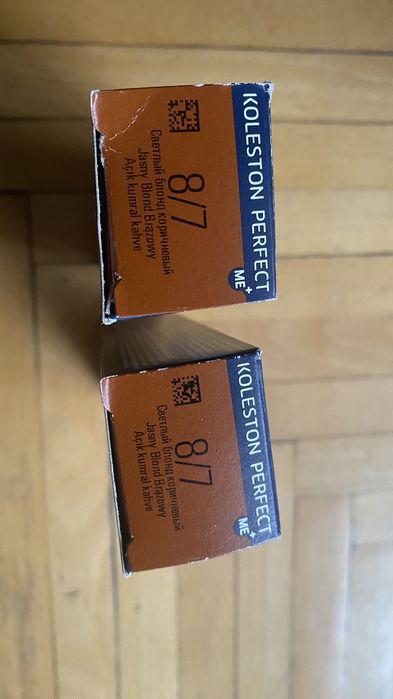 KOLESTON PERFECT
ME+
8/7
Светлый блонд коричневый
Jasny Blond Brązowy
Açık kumral kahve
KOLESTON PERFECT
ME+
8/7
Светлый блонд коричневый
Jasny Blond Brązowy
Açık kumral kahve